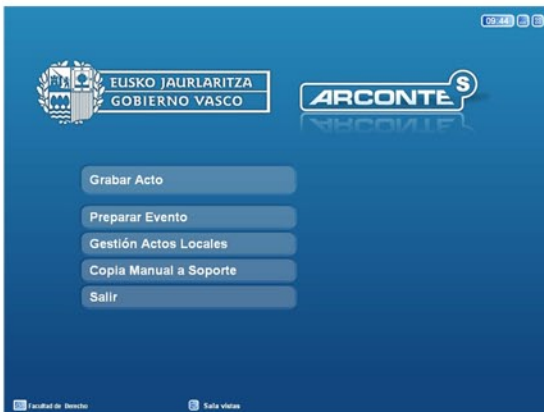 09:44
EUSKO JAURLARITZA
GOBIERNO VASCO
ARCONTE S
Grabar Acto
Preparar Evento
Gestión Actos Locales
Copia Manual a Soporte
Salir
Facultad de Derecho
Sala vistas